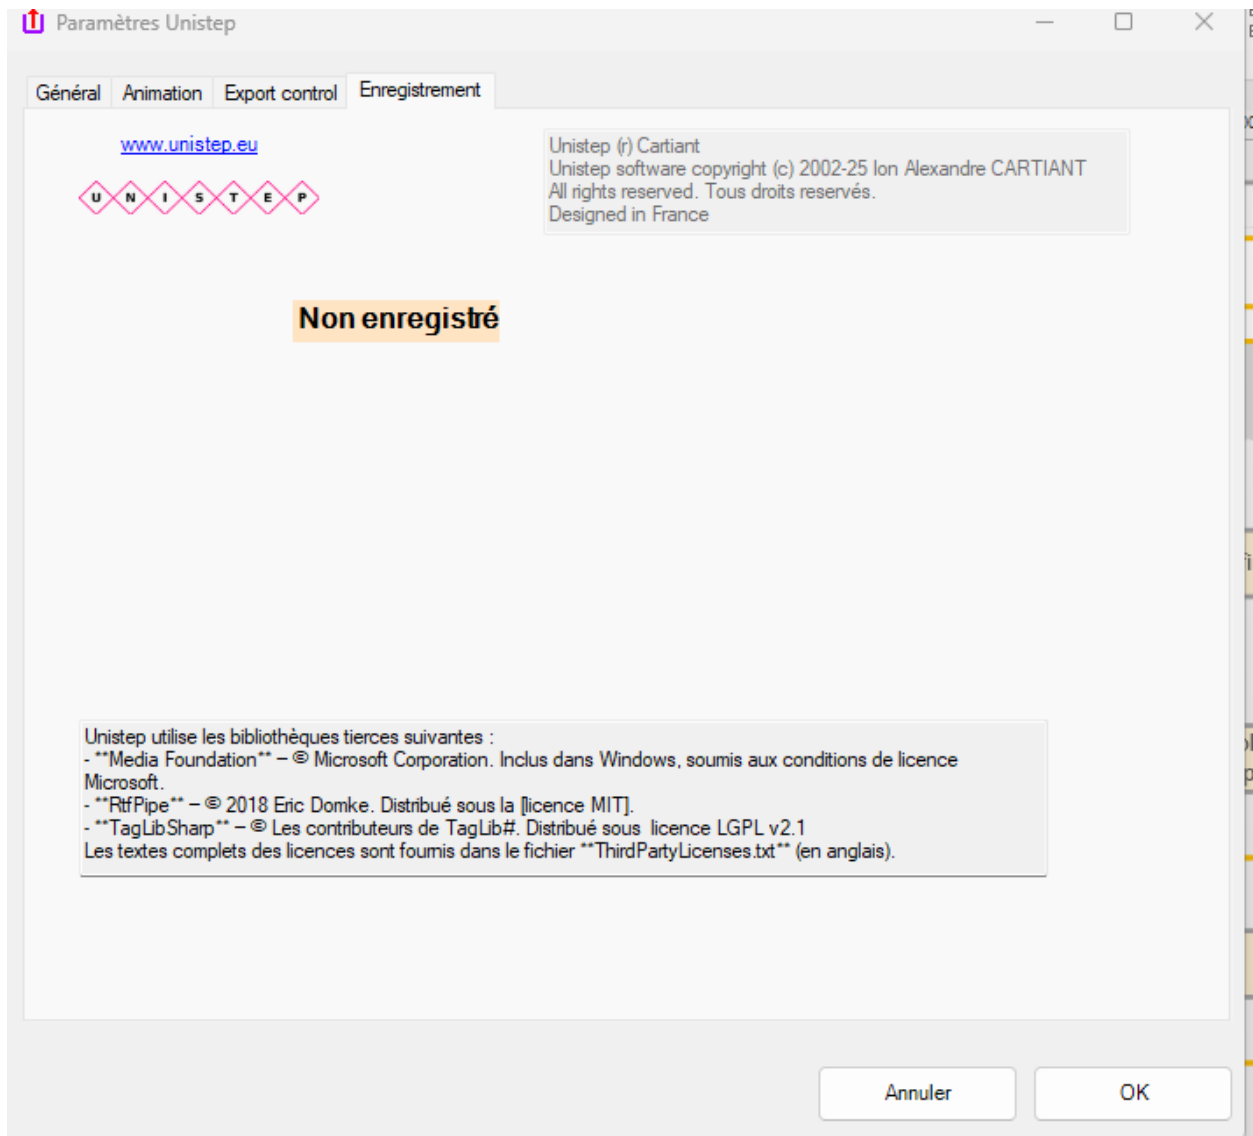 Paramètres Unistep
Général Animation Export control Enregistrement
www.unistep.eu
UNISTEP
Unistep (r) Cartiant
Unistep software copyright (c) 2002-25 Ion Alexandre CARTIANT
All rights reserved. Tous droits reservés.
Designed in France
Non enregistré
Unistep utilise les bibliothèques tierces suivantes :
- **Media Foundation** – © Microsoft Corporation. Inclus dans Windows, soumis aux conditions de licence
Microsoft.
- **RtfPipe** – © 2018 Eric Domke. Distribué sous la [licence MIT].
- **TagLibSharp** – © Les contributeurs de TagLib#. Distribué sous  licence LGPL v2.1
Les textes complets des licences sont fournis dans le fichier **ThirdPartyLicenses.txt** (en anglais).
Annuler OK